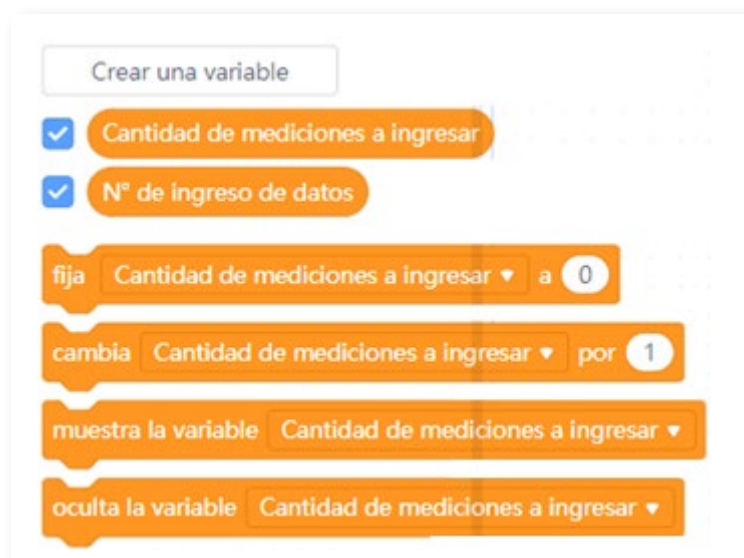 Crear una variable
Cantidad de mediciones a ingresar
N° de ingreso de datos
fija Cantidad de mediciones a ingresar a 0
cambia Cantidad de mediciones a ingresar por 1
muestra la variable Cantidad de mediciones a ingresar
oculta la variable Cantidad de mediciones a ingresar